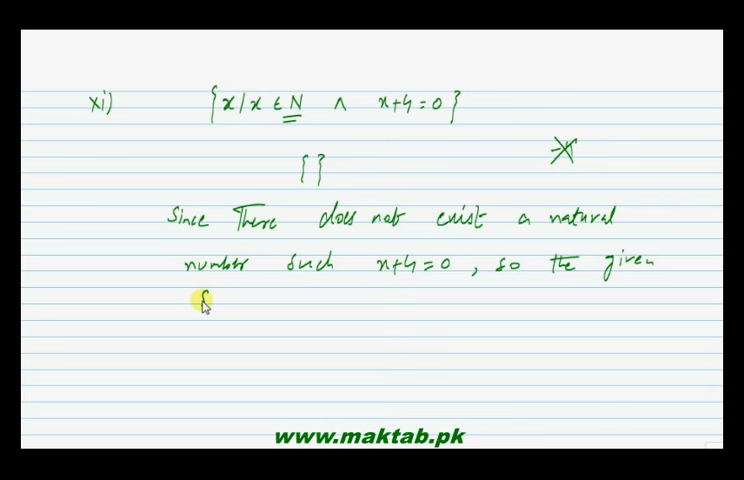 xi) {x/x ∈ N ∧ x+4=0}
{ }
-4
Since There does not exist a natural
number such x+4=0, so the given
www.maktab.pk